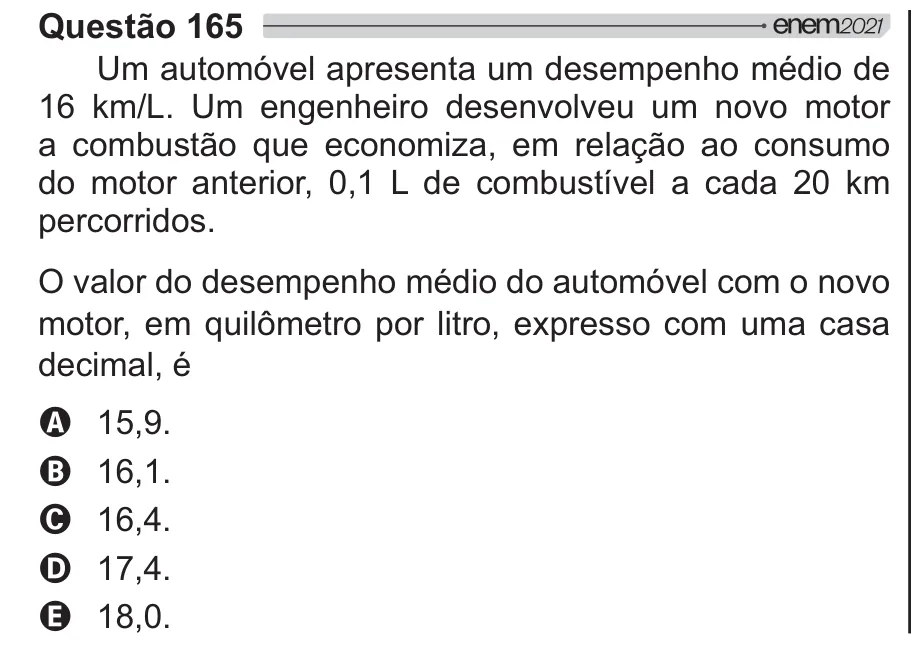 Questão 165 enem2021
Um automóvel apresenta um desempenho médio de
16 km/L. Um engenheiro desenvolveu um novo motor
a combustão que economiza, em relação ao consumo
do motor anterior, 0,1 L de combustível a cada 20 km
percorridos.
O valor do desempenho médio do automóvel com o novo
motor, em quilômetro por litro, expresso com uma casa
decimal, é
A 15,9.
B 16,1.
C 16,4.
D 17,4.
E 18,0.